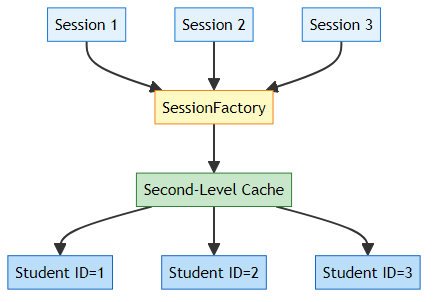 Session 1
Session 2
Session 3
SessionFactory
Second-Level Cache
Student ID=1
Student ID=2
Student ID=3